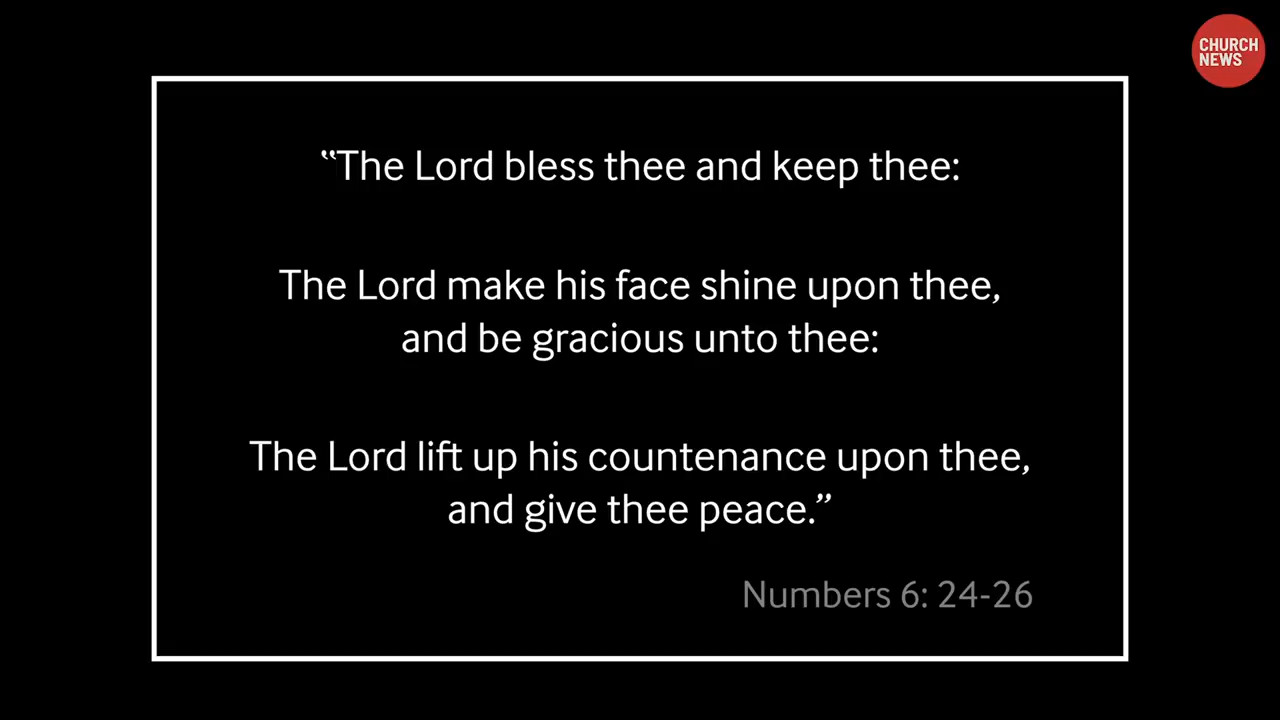 CHURCH
NEWS
“The Lord bless thee and keep thee:
The Lord make his face shine upon thee,
and be gracious unto thee:
The Lord lift up his countenance upon thee,
and give thee peace.”
Numbers 6: 24-26